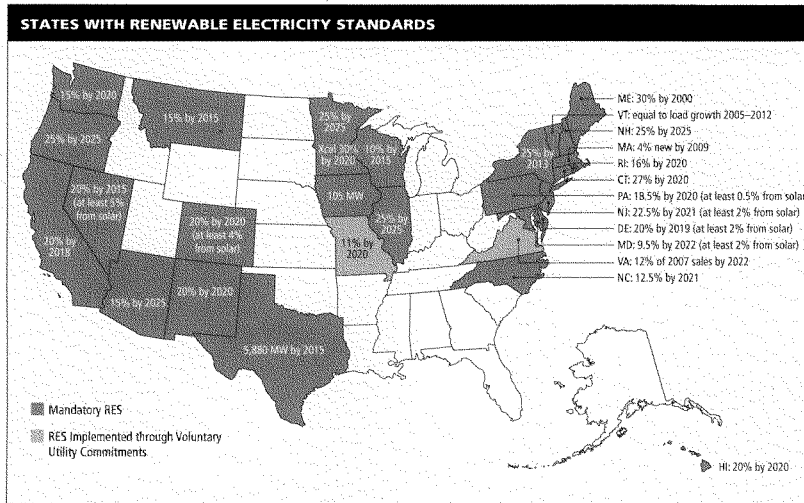 STATES WITH RENEWABLE ELECTRICITY STANDARDS
15% by 2020
15% by 2015
25% by 2025
20% by 2015
(at least 5%
from solar)
20% by
2020
(at least 4%
from solar)
15% by 2025
20% by 2020
5,880 MW by 2015
25% by
2025
Xcel 30%
by 2020
10% by
2015
105 MW
25% by
2025
11% by
2020
25% by
ME: 30% by 2000
VT: equal to load growth 2005–2012
NH: 25% by 2025
MA: 4% new by 2009
RI: 16% by 2020
CT: 27% by 2020
PA: 18.5% by 2020 (at least 0.5% from solar
NJ: 22.5% by 2021 (at least 2% from solar)
DE: 20% by 2019 (at least 2% from solar)
MD: 9.5% by 2022 (at least 2% from solar)
VA: 12% of 2007 sales by 2022
NC: 12.5% by 2021
Mandatory RES
RES Implemented through Voluntary
Utility Commitments
HI: 20% by 2020